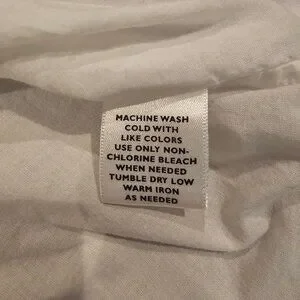 MACHINE WASH
COLD WITH
LIKE COLORS
USE ONLY NON-
CHLORINE BLEACH
WHEN NEEDED
TUMBLE DRY LOW
WARM IRON
AS NEEDED